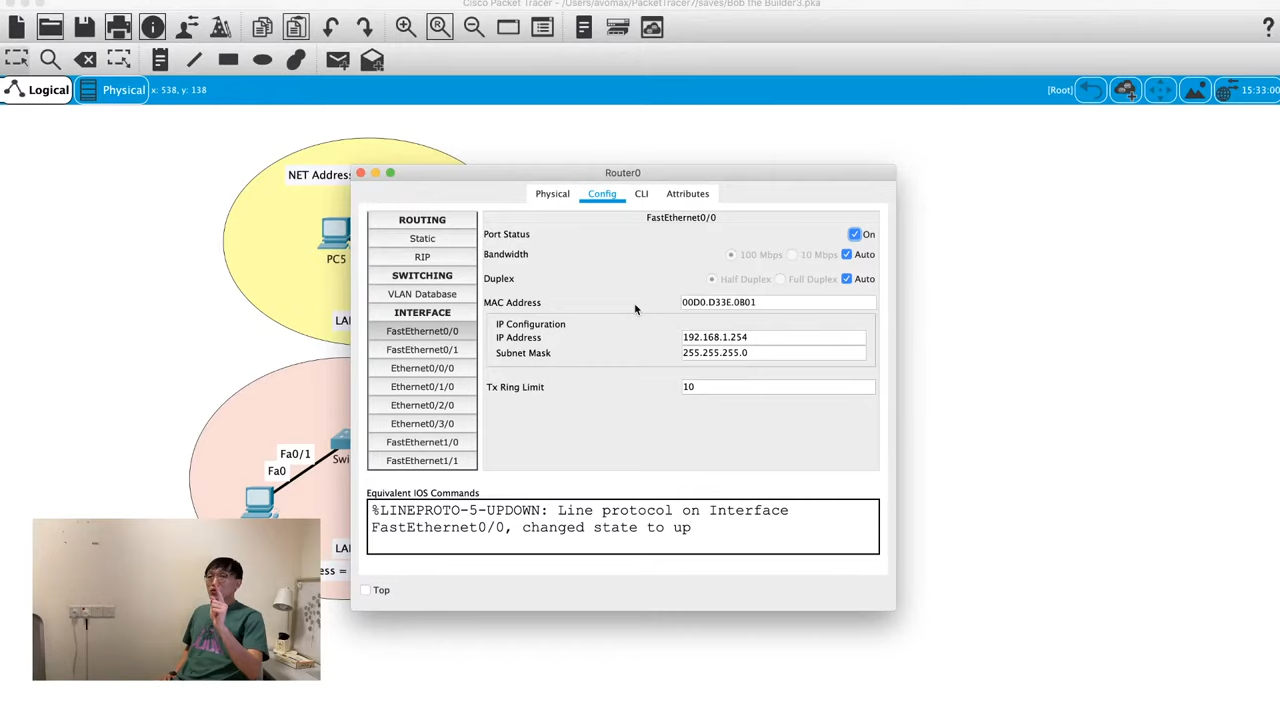 Cisco Packet Tracer - /Users/avomax/PacketTracer7/saves/Bob the Builder3.pka
?
Logical
Physical
x: 538, y: 138
[Root]
15:33:00
NET Address
PC5
LA
Fa0/1
Fa0
Swi
LA
ess =
Router0
Physical
Config
CLI
Attributes
ROUTING
Static
RIP
SWITCHING
VLAN Database
INTERFACE
FastEthernet0/0
FastEthernet0/1
Ethernet0/0/0
Ethernet0/1/0
Ethernet0/2/0
Ethernet0/3/0
FastEthernet1/0
FastEthernet1/1
FastEthernet0/0
Port Status
On
Bandwidth
100 Mbps
10 Mbps
Auto
Duplex
Half Duplex
Full Duplex
Auto
MAC Address
00D0.D33E.0B01
IP Configuration
IP Address
192.168.1.254
Subnet Mask
255.255.255.0
Tx Ring Limit
10
Equivalent IOS Commands
%LINEPROTO-5-UPDOWN: Line protocol on Interface
FastEthernet0/0, changed state to up
Top